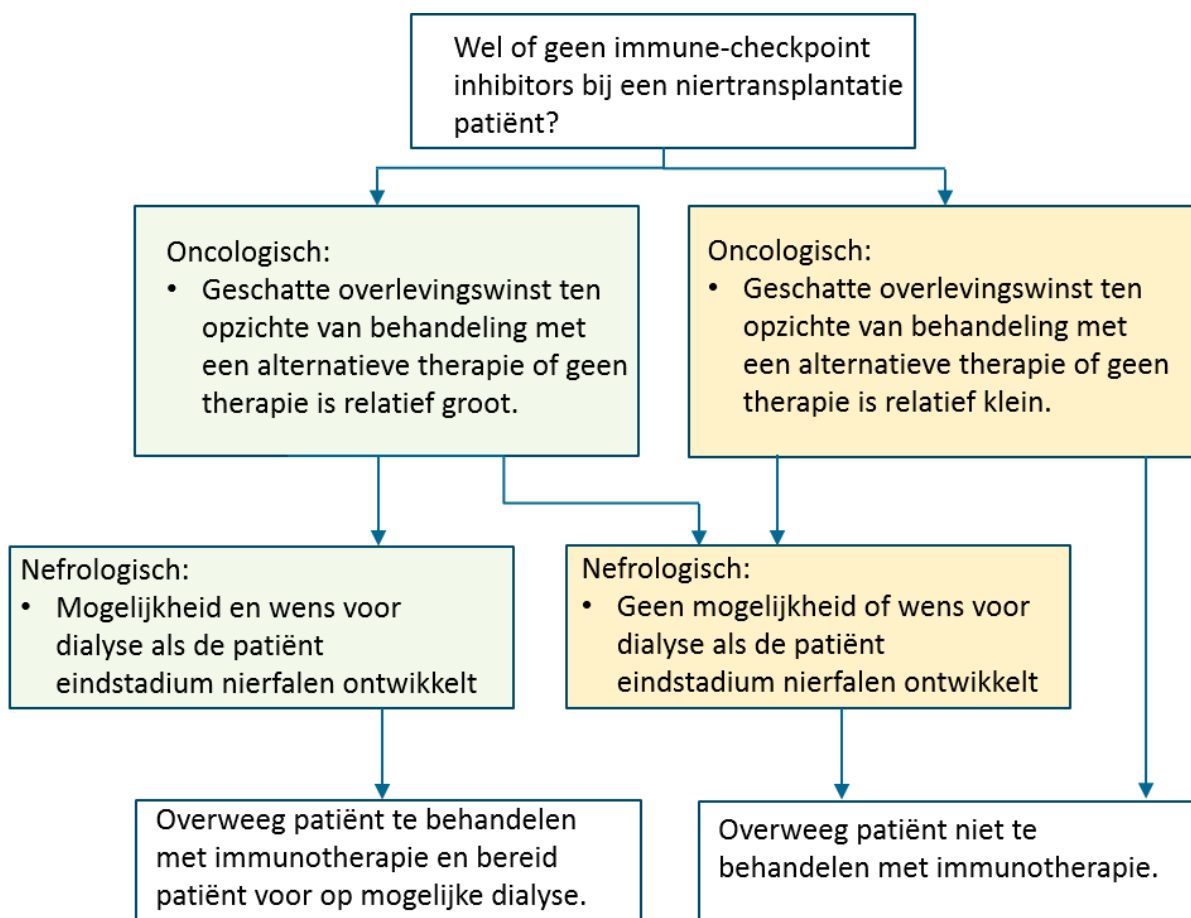 Wel of geen immune-checkpoint
inhibitors bij een niertransplantatie
patiënt?
Oncologisch:
• Geschatte overlevingswinst ten
opzichte van behandeling met
een alternatieve therapie of geen
therapie is relatief groot.
Oncologisch:
• Geschatte overlevingswinst ten
opzichte van behandeling met
een alternatieve therapie of geen
therapie is relatief klein.
Nefrologisch:
• Mogelijkheid en wens voor
dialyse als de patiënt
eindstadium nierfalen ontwikkelt
Nefrologisch:
• Geen mogelijkheid of wens voor
dialyse als de patiënt
eindstadium nierfalen ontwikkelt
Overweeg patiënt te behandelen
met immunotherapie en bereid
patiënt voor op mogelijke dialyse.
Overweeg patiënt niet te
behandelen met immunotherapie.